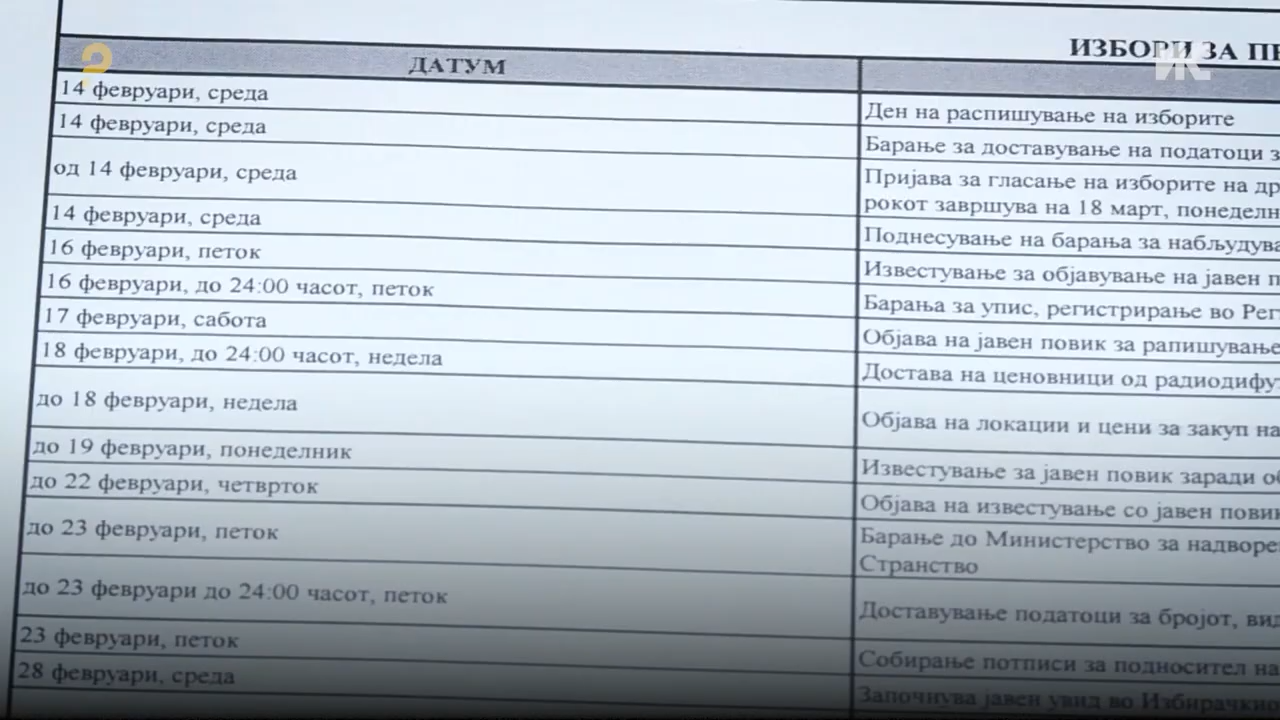 ИЗБОРИ ЗА
ДАТУМ
14 февруари, среда
Ден на распишување на изборите
14 февруари, среда
Барање за доставување на податоци
од 14 февруари, среда
Пријава за гласање на изборите на
рокот завршува на 18 март,
14 февруари, среда
Поднесување на барања за
16 февруари, петок
Известување за објавување на јавен
16 февруари, до 24:00 часот, петок
Барања за упис, регистрирање во
17 февруари, сабота
Објава на јавен повик за рапишување
18 февруари, до 24:00 часот, недела
Достава на ценовници од
до 18 февруари, недела
Објава на локации и цени за закуп на
до 19 февруари, понеделник
Известување за јавен повик заради
до 22 февруари, четврток
Објава на известување со јавен
до 23 февруари, петок
Барање до Министерство за
Странство
до 23 февруари до 24:00 часот, петок
Доставување податоци за бројот,
23 февруари, петок
Собирање потписи за подносител на
28 февруари, среда
Започнува јавен увид во